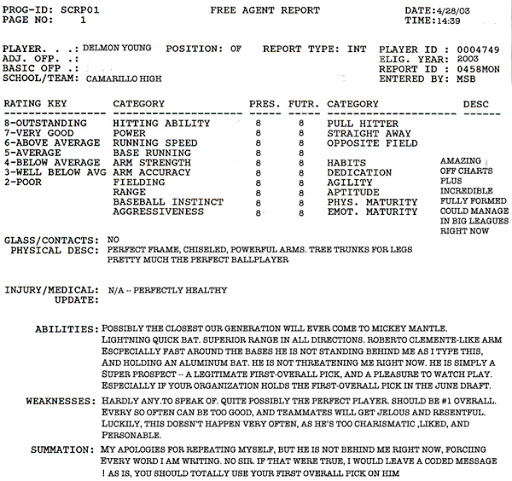 PROG-ID: SCRP01 FREE AGENT REPORT DATE:4/28/03
PAGE NO: 1 TIME:14:39
PLAYER. . .: DELMON YOUNG POSITION: OF REPORT TYPE: INT PLAYER ID : 0004749
ADJ. OFP. .: ELIG. YEAR: 2003
BASIC OFP .: REPORT ID : 0458MON
SCHOOL/TEAM: CAMARILLO HIGH ENTERED BY: MSB
RATING KEY CATEGORY PRES. FUTR. CATEGORY DESC
8-OUTSTANDING HITTING ABILITY 8 8 PULL HITTER
7-VERY GOOD POWER 8 8 STRAIGHT AWAY
6-ABOVE AVERAGE RUNNING SPEED 8 8 OPPOSITE FIELD
5-AVERAGE BASE RUNNING 8 8
4-BELOW AVERAGE ARM STRENGTH 8 8 HABITS AMAZING
3-WELL BELOW AVG ARM ACCURACY 8 8 DEDICATION OFF CHARTS
2-POOR FIELDING 8 8 AGILITY PLUS
RANGE 8 8 APTITUDE INCREDIBLE
BASEBALL INSTINCT 8 8 PHYS. MATURITY FULLY FORMED
AGGRESSIVENESS 8 8 EMOT. MATURITY COULD MANAGE
IN BIG LEAGUES
RIGHT NOW
GLASS/CONTACTS: NO
PHYSICAL DESC: PERFECT FRAME, CHISELED, POWERFUL ARMS. TREE TRUNKS FOR LEGS
PRETTY MUCH THE PERFECT BALLPLAYER
INJURY/MEDICAL: N/A -- PERFECTLY HEALTHY
UPDATE:
ABILITIES: POSSIBLY THE CLOSEST OUR GENERATION WILL EVER COME TO MICKEY MANTLE.
LIGHTNING QUICK BAT. SUPERIOR RANGE IN ALL DIRECTIONS. ROBERTO CLEMENTE-LIKE ARM
ESCPECIALLY FAST AROUND THE BASES HE IS NOT STANDING BEHIND ME AS I TYPE THIS,
AND HOLDING AN ALUMINUM BAT. HE IS NOT THREATENING ME RIGHT NOW. HE IS SIMPLY A
SUPER PROSPECT -- A LEGITIMATE FIRST-OVERALL PICK, AND A PLEASURE TO WATCH PLAY.
ESPECIALLY IF YOUR ORGANIZATION HOLDS THE FIRST-OVERALL PICK IN THE JUNE DRAFT.
WEAKNESSES: HARDLY ANY.TO SPEAK OF. QUITE POSSIBLY THE PERFECT PLAYER. SHOULD BE #1 OVERALL.
EVERY SO OFTEN CAN BE TOO GOOD, AND TEAMMATES WILL GET JELOUS AND RESENTFUL.
LUCKILY, THIS DOESN'T HAPPEN VERY OFTEN, AS HE'S TOO CHARISMATIC ,LIKED, AND
PERSONABLE.
SUMMATION: MY APOLOGIES FOR REPEATING MYSELF, BUT HE IS NOT BEHIND ME RIGHT NOW, FORCIING
EVERY WORD I AM WRITING. NO SIR. IF THAT WERE TRUE, I WOULD LEAVE A CODED MESSAGE
! AS IS, YOU SHOULD TOTALLY USE YOUR FIRST OVERALL PICK ON HIM